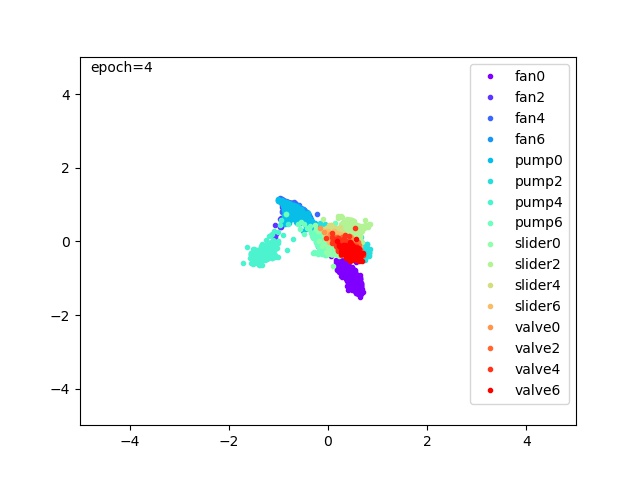 epoch=4
fan0
fan2
fan4
fan6
pump0
pump2
pump4
pump6
slider0
slider2
slider4
slider6
valve0
valve2
valve4
valve6
4
2
0
−2
−4
−4
−2
0
2
4